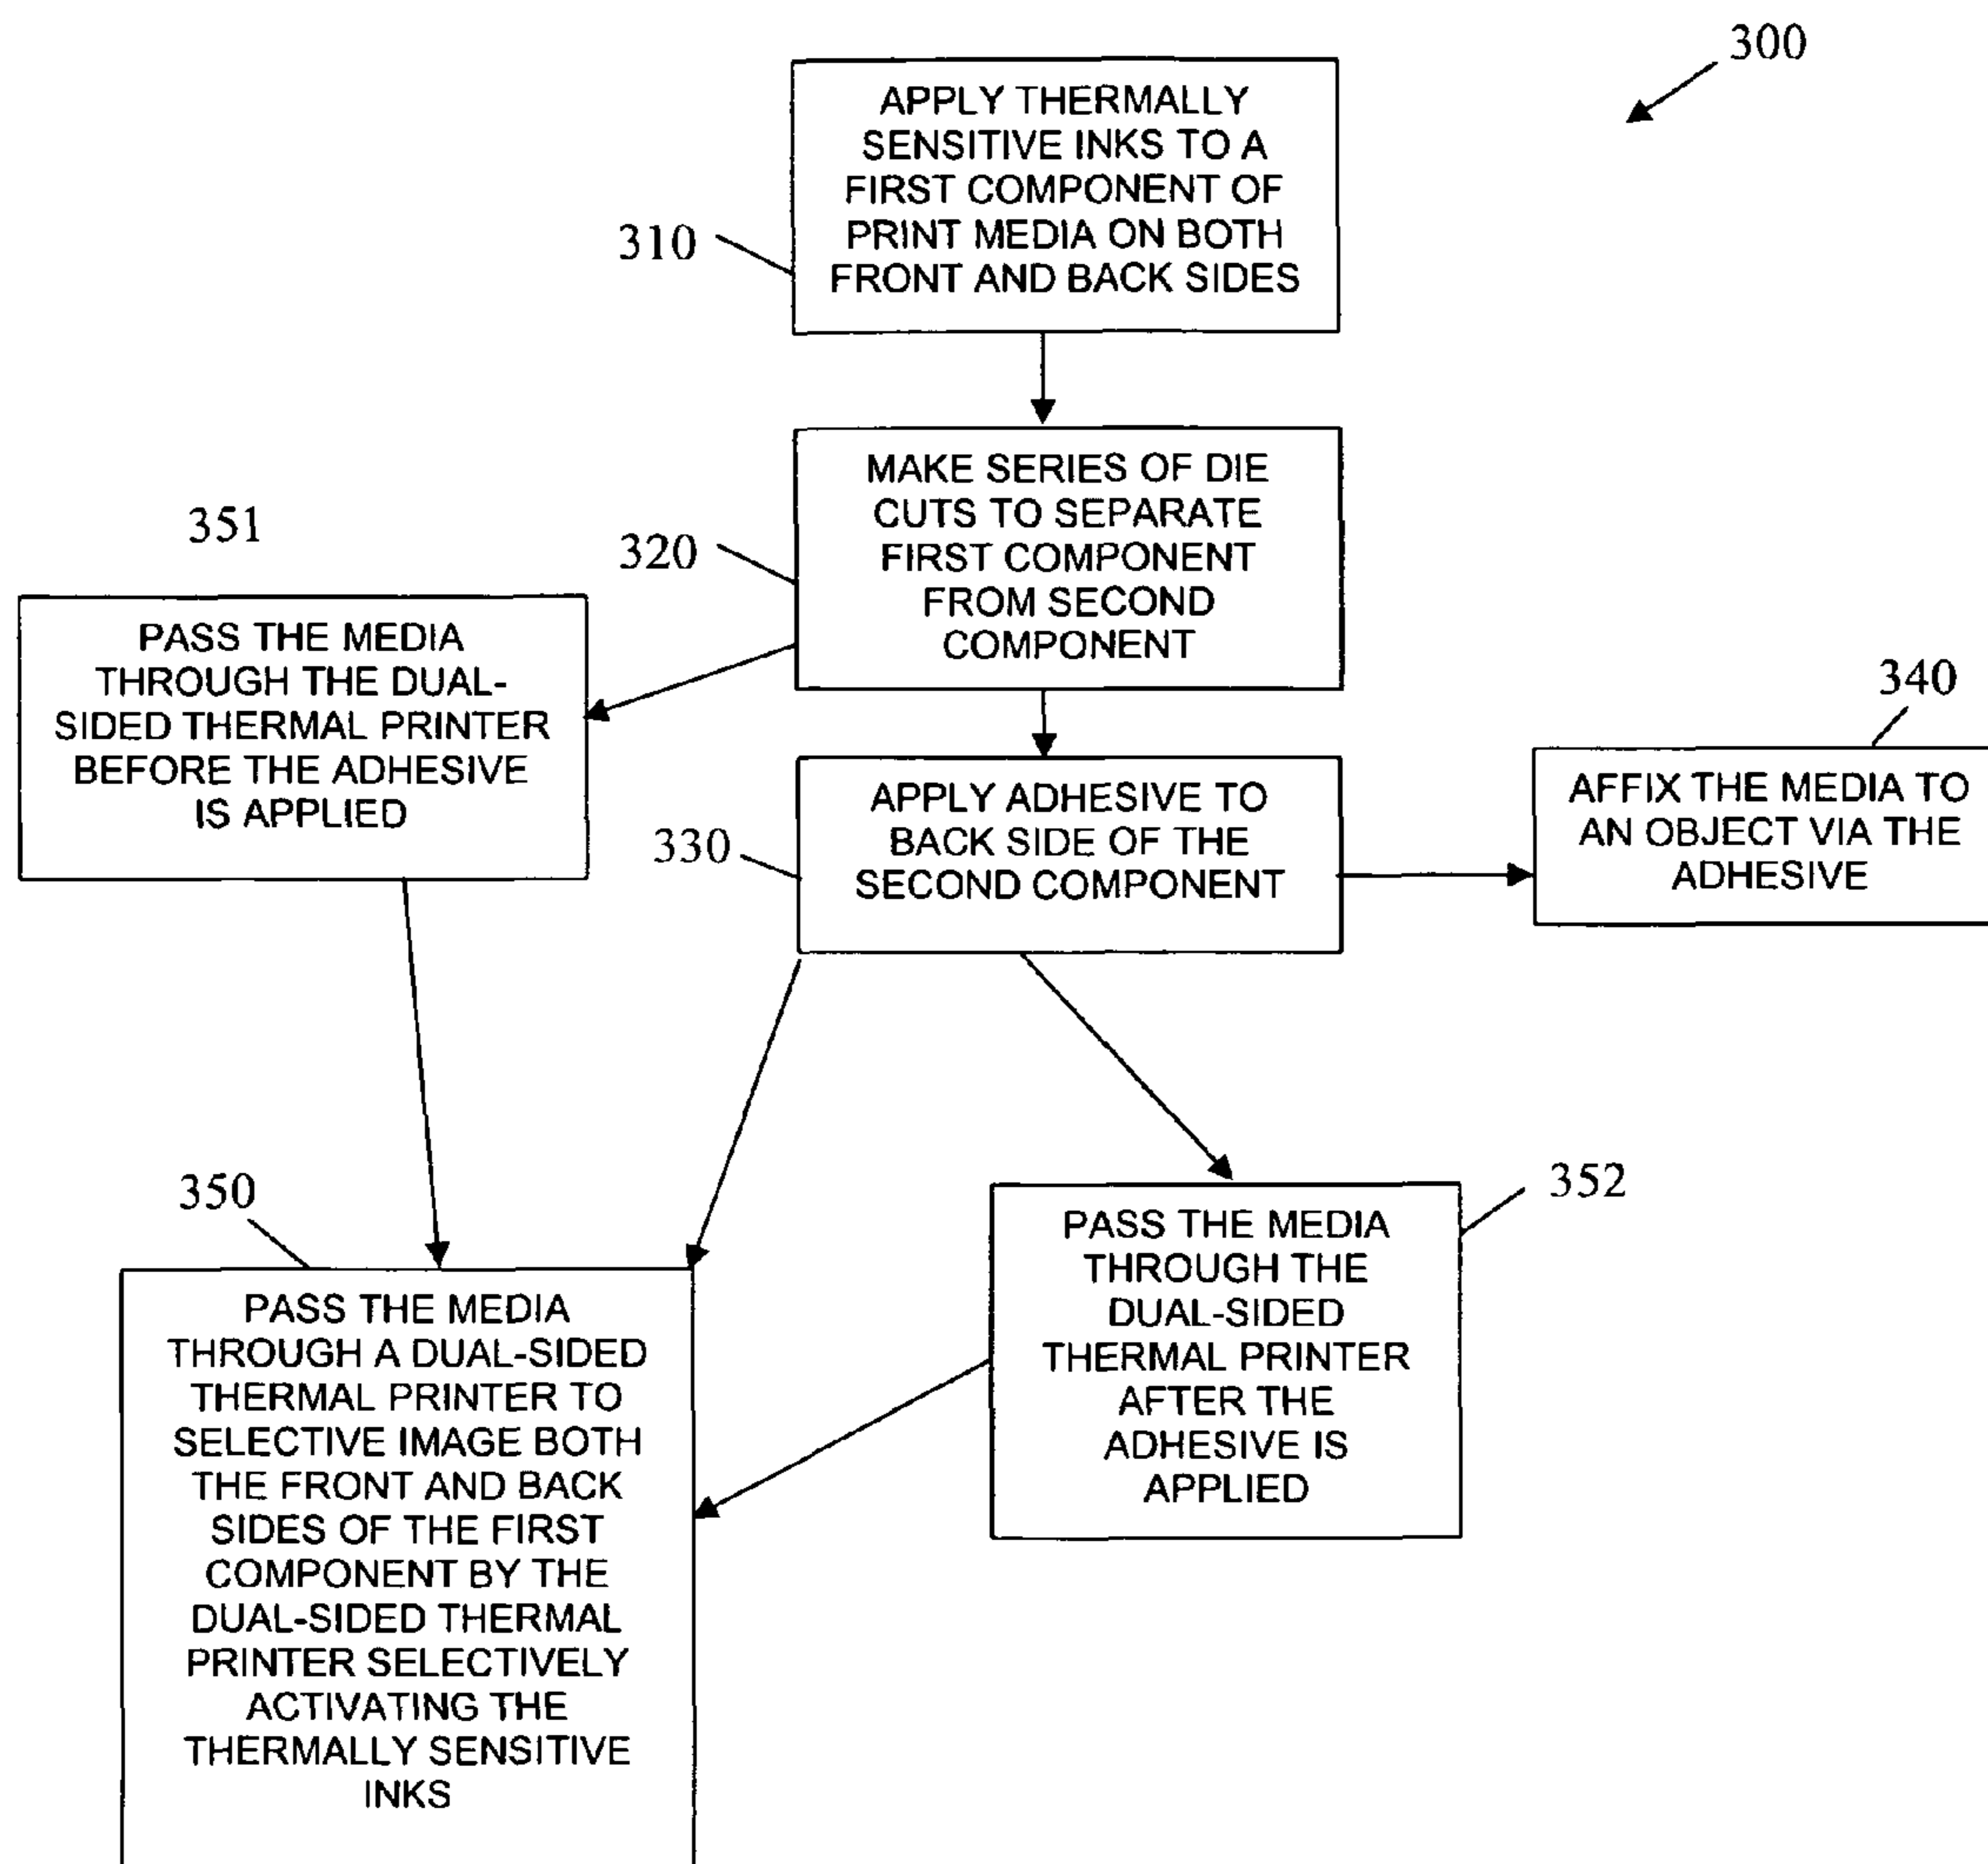 300
APPLY THERMALLY
SENSITIVE INKS TO A
FIRST COMPONENT OF
PRINT MEDIA ON BOTH
FRONT AND BACK SIDES
310
MAKE SERIES OF DIE
CUTS TO SEPARATE
FIRST COMPONENT
FROM SECOND
COMPONENT
320
351
PASS THE MEDIA
THROUGH THE DUAL-
SIDED THERMAL PRINTER
BEFORE THE ADHESIVE
IS APPLIED
APPLY ADHESIVE TO
BACK SIDE OF THE
SECOND COMPONENT
330
340
AFFIX THE MEDIA TO
AN OBJECT VIA THE
ADHESIVE
350
PASS THE MEDIA
THROUGH A DUAL-SIDED
THERMAL PRINTER TO
SELECTIVE IMAGE BOTH
THE FRONT AND BACK
SIDES OF THE FIRST
COMPONENT BY THE
DUAL-SIDED THERMAL
PRINTER SELECTIVELY
ACTIVATING THE
THERMALLY SENSITIVE
INKS
352
PASS THE MEDIA
THROUGH THE
DUAL-SIDED
THERMAL PRINTER
AFTER THE
ADHESIVE IS
APPLIED